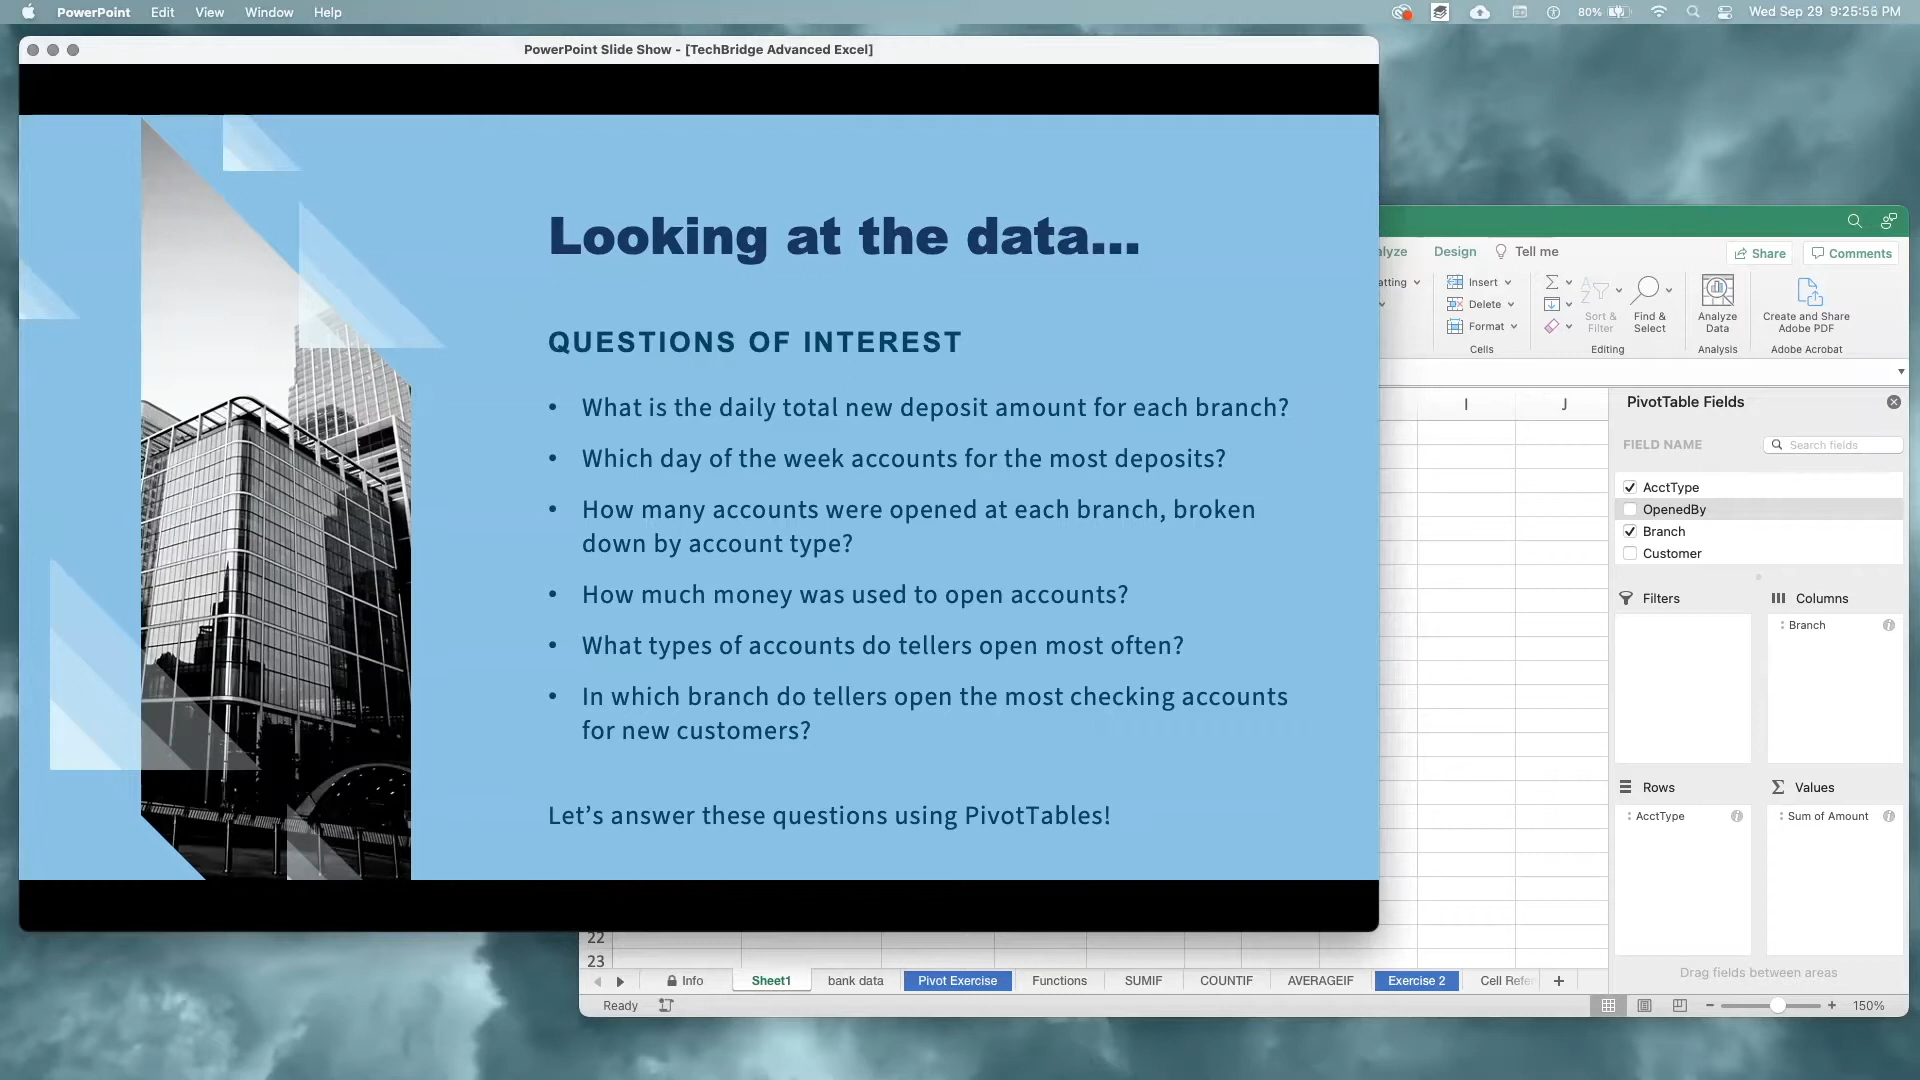 PowerPoint Edit View Window Help
80% Wed Sep 29 9:25:55 PM
PowerPoint Slide Show - [TechBridge Advanced Excel]
Looking at the data...
QUESTIONS OF INTEREST
• What is the daily total new deposit amount for each branch?
• Which day of the week accounts for the most deposits?
• How many accounts were opened at each branch, broken
down by account type?
• How much money was used to open accounts?
• What types of accounts do tellers open most often?
• In which branch do tellers open the most checking accounts
for new customers?
Let’s answer these questions using PivotTables!
alyze Design Tell me Share Comments
atting Insert
Delete
Format
Cells
Sort &
Filter
Find &
Select
Editing
Analyze
Data
Analysis
Create and Share
Adobe PDF
Adobe Acrobat
I J
PivotTable Fields
FIELD NAME Search fields
AcctType
OpenedBy
Branch
Customer
Filters Columns
Branch
Rows Values
AcctType Sum of Amount
Drag fields between areas
22
23
Info Sheet1 bank data Pivot Exercise Functions SUMIF COUNTIF AVERAGEIF Exercise 2 Cell Refer
Ready 150%